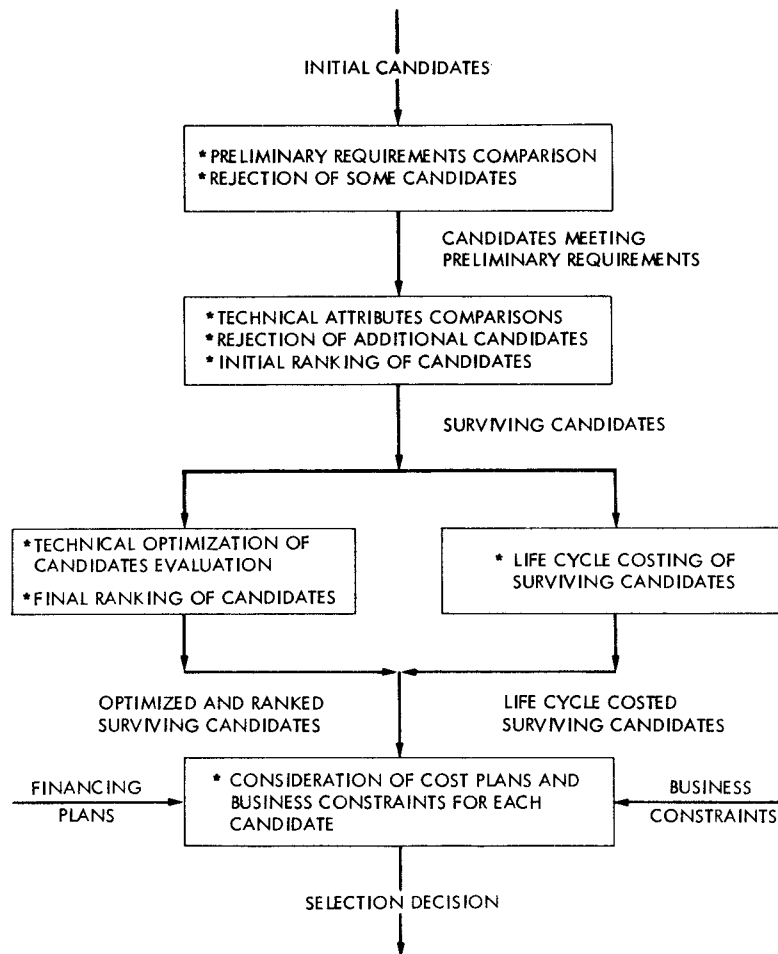 INITIAL CANDIDATES
* PRELIMINARY REQUIREMENTS COMPARISON
* REJECTION OF SOME CANDIDATES
CANDIDATES MEETING
PRELIMINARY REQUIREMENTS
* TECHNICAL ATTRIBUTES COMPARISONS
* REJECTION OF ADDITIONAL CANDIDATES
* INITIAL RANKING OF CANDIDATES
SURVIVING CANDIDATES
* TECHNICAL OPTIMIZATION OF
CANDIDATES EVALUATION
* FINAL RANKING OF CANDIDATES
* LIFE CYCLE COSTING OF
SURVIVING CANDIDATES
OPTIMIZED AND RANKED
SURVIVING CANDIDATES
LIFE CYCLE COSTED
SURVIVING CANDIDATES
FINANCING
PLANS
* CONSIDERATION OF COST PLANS AND
BUSINESS CONSTRAINTS FOR EACH
CANDIDATE
BUSINESS
CONSTRAINTS
SELECTION DECISION